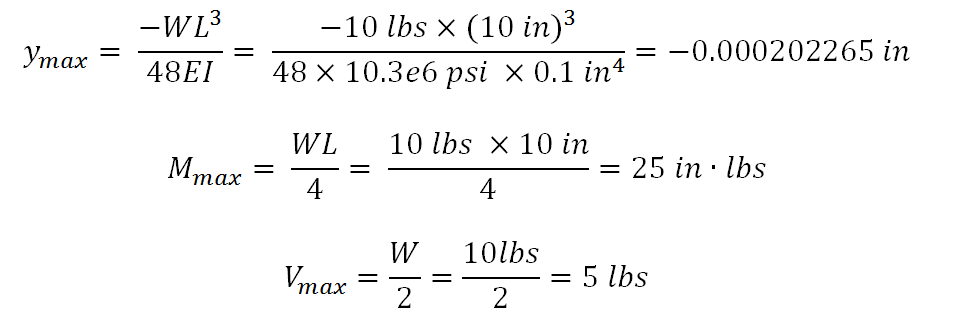 y_max = −WL³/48EI = −10 lbs × (10 in)³/48 × 10.3e6 psi × 0.1 in⁴ = −0.000202265 in
M_max = WL/4 = 10 lbs × 10 in/4 = 25 in · lbs
V_max = W/2 = 10lbs/2 = 5 lbs